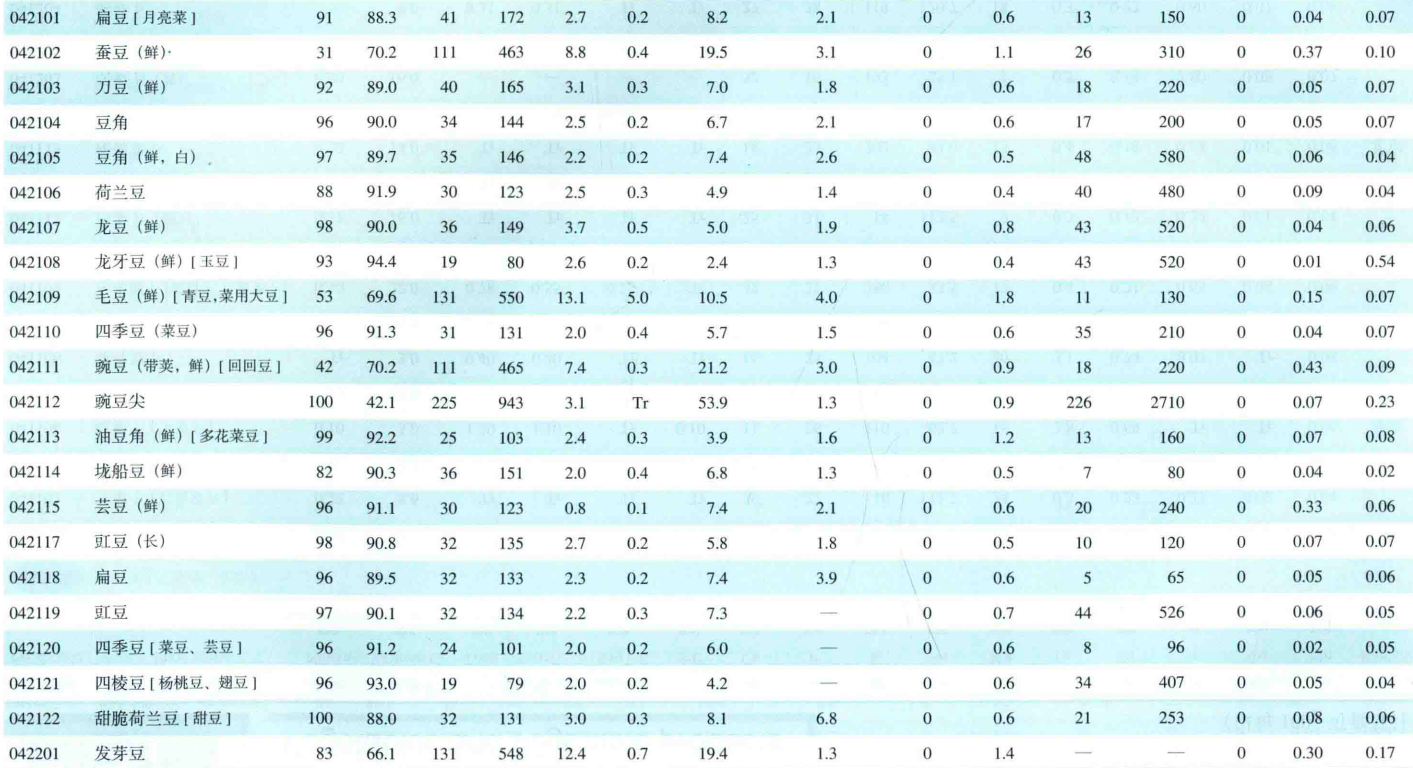 042101 扁豆 [ 月亮菜 ] 91 88.3 41 172 2.7 0.2 8.2 2.1 0 0.6 13 150 0 0.04 0.07
042102 蚕豆（鲜） 31 70.2 111 463 8.8 0.4 19.5 3.1 0 1.1 26 310 0 0.37 0.10
042103 刀豆（鲜） 92 89.0 40 165 3.1 0.3 7.0 1.8 0 0.6 18 220 0 0.05 0.07
042104 豆角 96 90.0 34 144 2.5 0.2 6.7 2.1 0 0.6 17 200 0 0.05 0.07
042105 豆角（鲜，白） 97 89.7 35 146 2.2 0.2 7.4 2.6 0 0.5 48 580 0 0.06 0.04
042106 荷兰豆 88 91.9 30 123 2.5 0.3 4.9 1.4 0 0.4 40 480 0 0.09 0.04
042107 龙豆（鲜） 98 90.0 36 149 3.7 0.5 5.0 1.9 0 0.8 43 520 0 0.04 0.06
042108 龙牙豆（鲜）[ 玉豆 ] 93 94.4 19 80 2.6 0.2 2.4 1.3 0 0.4 43 520 0 0.01 0.54
042109 毛豆（鲜）[ 青豆,菜用大豆 ] 53 69.6 131 550 13.1 5.0 10.5 4.0 0 1.8 11 130 0 0.15 0.07
042110 四季豆（菜豆） 96 91.3 31 131 2.0 0.4 5.7 1.5 0 0.6 35 210 0 0.04 0.07
042111 豌豆（带荚，鲜）[ 回回豆 ] 42 70.2 111 465 7.4 0.3 21.2 3.0 0 0.9 18 220 0 0.43 0.09
042112 豌豆尖 100 42.1 225 943 3.1 Tr 53.9 1.3 0 0.9 226 2710 0 0.07 0.23
042113 油豆角（鲜）[ 多花菜豆 ] 99 92.2 25 103 2.4 0.3 3.9 1.6 0 1.2 13 160 0 0.07 0.08
042114 垅船豆（鲜） 82 90.3 36 151 2.0 0.4 6.8 1.3 0 0.5 7 80 0 0.04 0.02
042115 芸豆（鲜） 96 91.1 30 123 0.8 0.1 7.4 2.1 0 0.6 20 240 0 0.33 0.06
042117 豇豆（长） 98 90.8 32 135 2.7 0.2 5.8 1.8 0 0.5 10 120 0 0.07 0.07
042118 扁豆 96 89.5 32 133 2.3 0.2 7.4 3.9 0 0.6 5 65 0 0.05 0.06
042119 豇豆 97 90.1 32 134 2.2 0.3 7.3 — 0 0.7 44 526 0 0.06 0.05
042120 四季豆 [ 菜豆、芸豆 ] 96 91.2 24 101 2.0 0.2 6.0 — 0 0.6 8 96 0 0.02 0.05
042121 四棱豆 [ 杨桃豆、翅豆 ] 96 93.0 19 79 2.0 0.2 4.2 — 0 0.6 34 407 0 0.05 0.04
042122 甜脆荷兰豆 [ 甜豆 ] 100 88.0 32 131 3.0 0.3 8.1 6.8 0 0.6 21 253 0 0.08 0.06
042201 发芽豆 83 66.1 131 548 12.4 0.7 19.4 1.3 0 1.4 — — 0 0.30 0.17